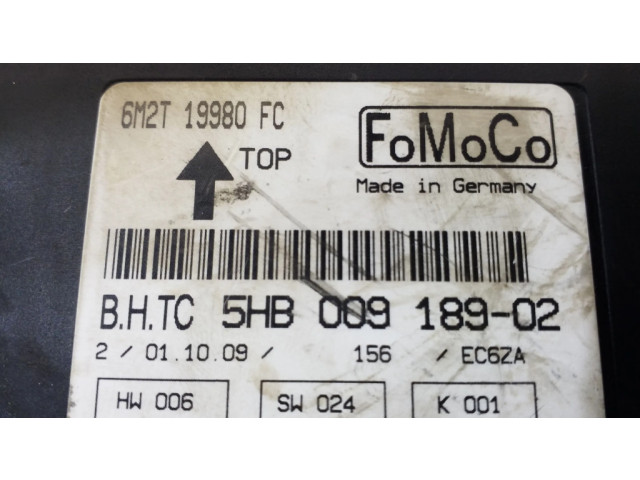 6M2T 19980 FC
FoMoCo
TOP
Made in Germany
B.H.TC 5HB 009 189-02
2 / 01.10.09 / 156 / EC6ZA
HW 006 SW 024 K 001